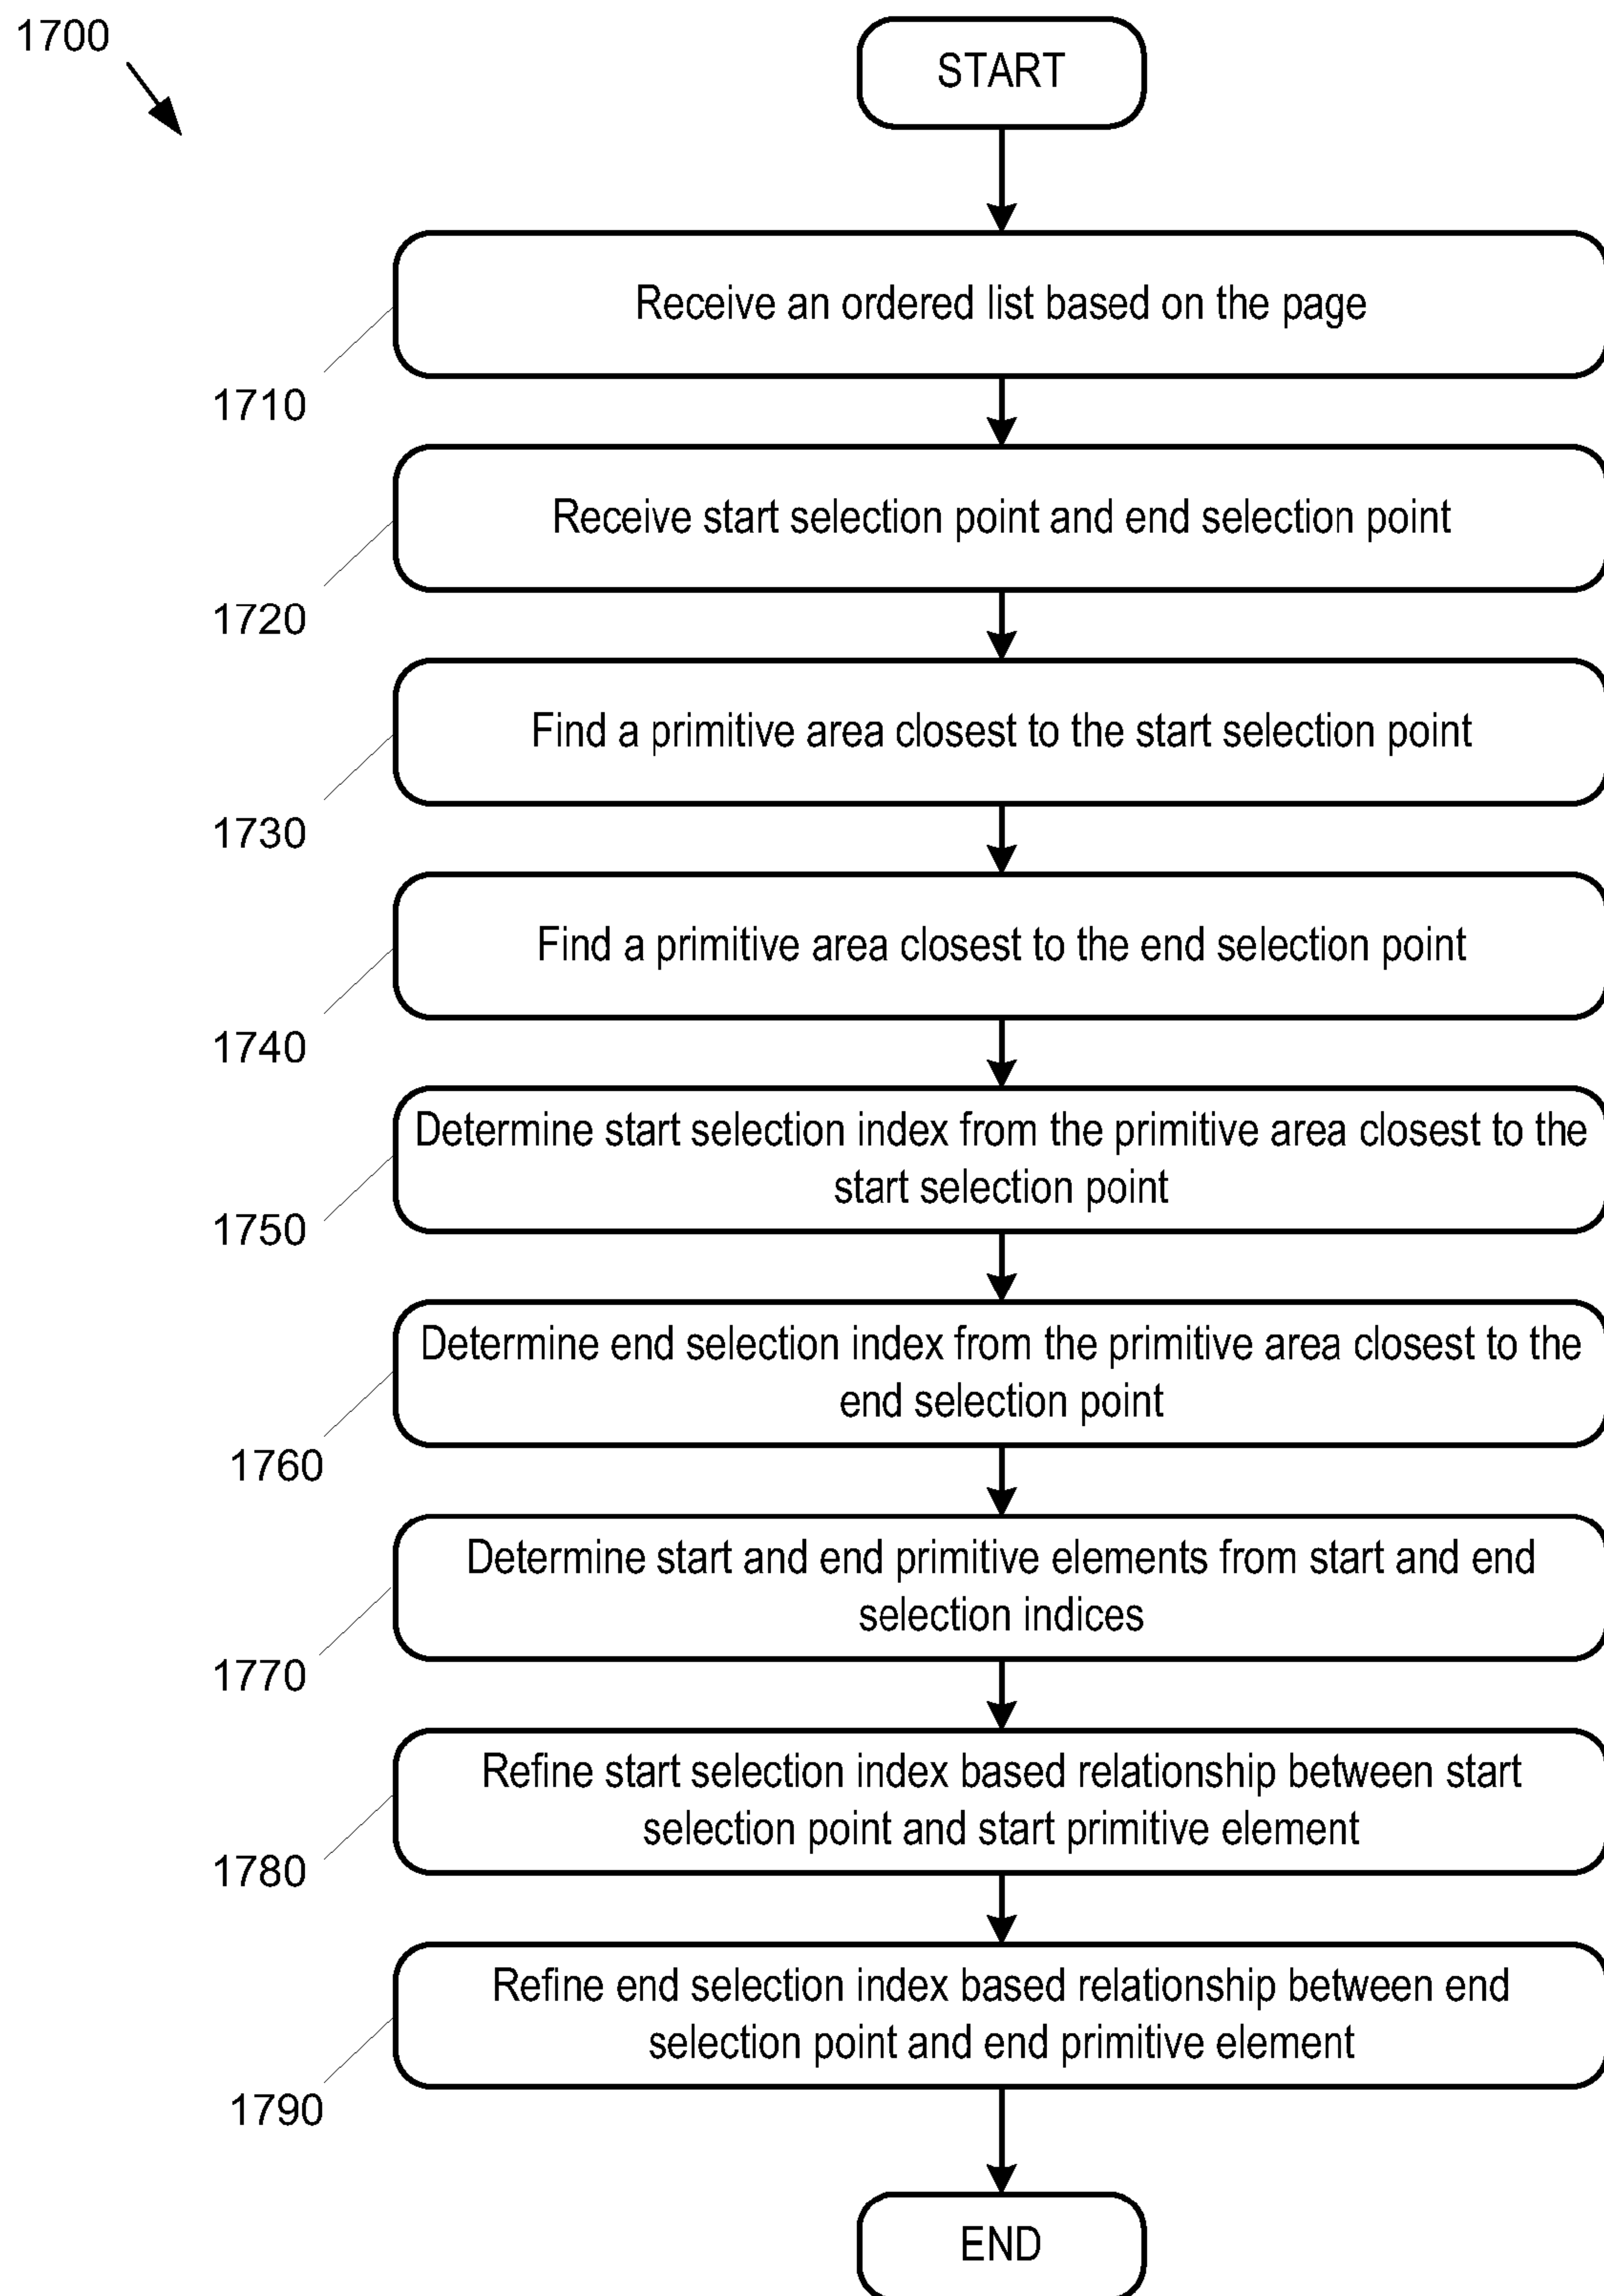 1700
START
Receive an ordered list based on the page
1710
Receive start selection point and end selection point
1720
Find a primitive area closest to the start selection point
1730
Find a primitive area closest to the end selection point
1740
Determine start selection index from the primitive area closest to the
start selection point
1750
Determine end selection index from the primitive area closest to the
end selection point
1760
Determine start and end primitive elements from start and end
selection indices
1770
Refine start selection index based relationship between start
selection point and start primitive element
1780
Refine end selection index based relationship between end
selection point and end primitive element
1790
END